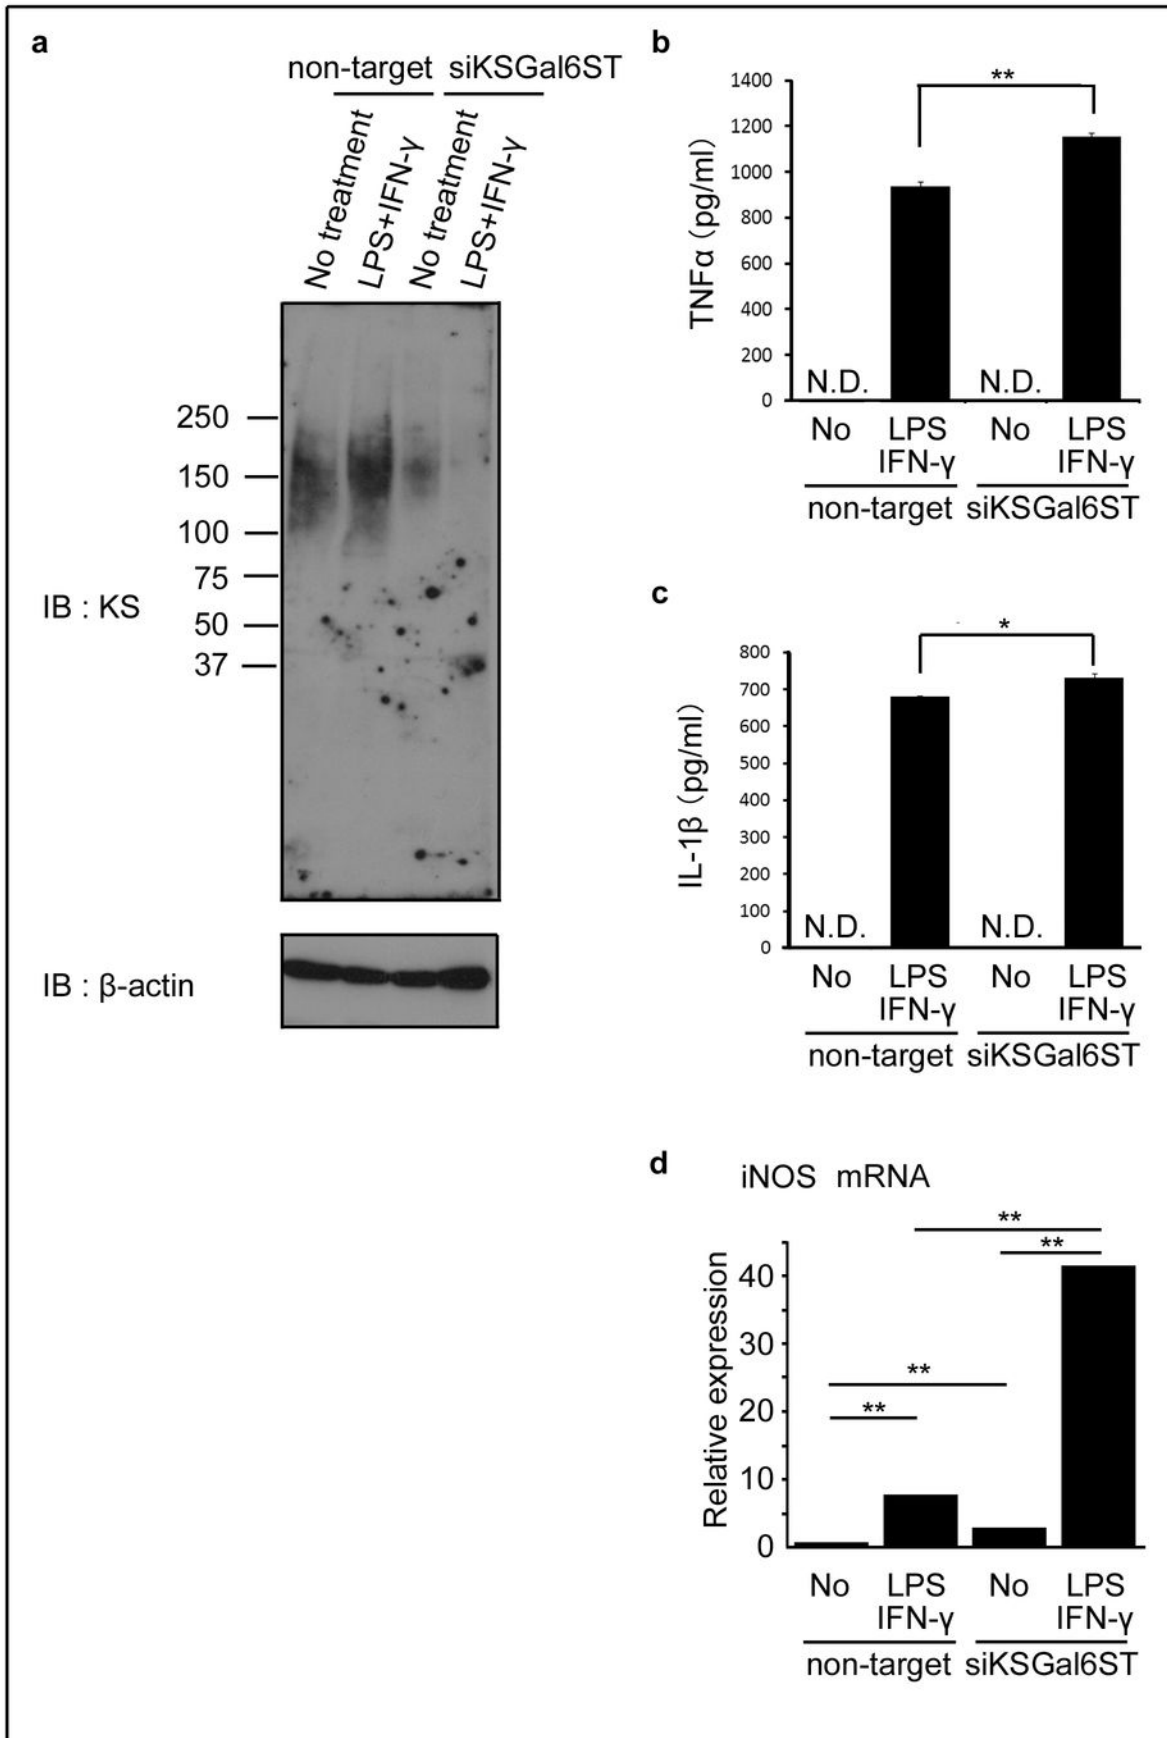 a
non-target siKSGal6ST
No treatment
LPS+IFN-γ
No treatment
LPS+IFN-γ
250
150
100
75
50
37
IB : KS
IB : β-actin
b
**
TNFα (pg/ml)
1400
1200
1000
800
600
400
200
0
N.D. N.D.
No LPS No LPS
IFN-γ IFN-γ
non-target siKSGal6ST
c
*
IL-1β (pg/ml)
800
700
600
500
400
300
200
100
0
N.D. N.D.
No LPS No LPS
IFN-γ IFN-γ
non-target siKSGal6ST
d
iNOS mRNA
**
**
**
**
Relative expression
40
30
20
10
0
No LPS No LPS
IFN-γ IFN-γ
non-target siKSGal6ST